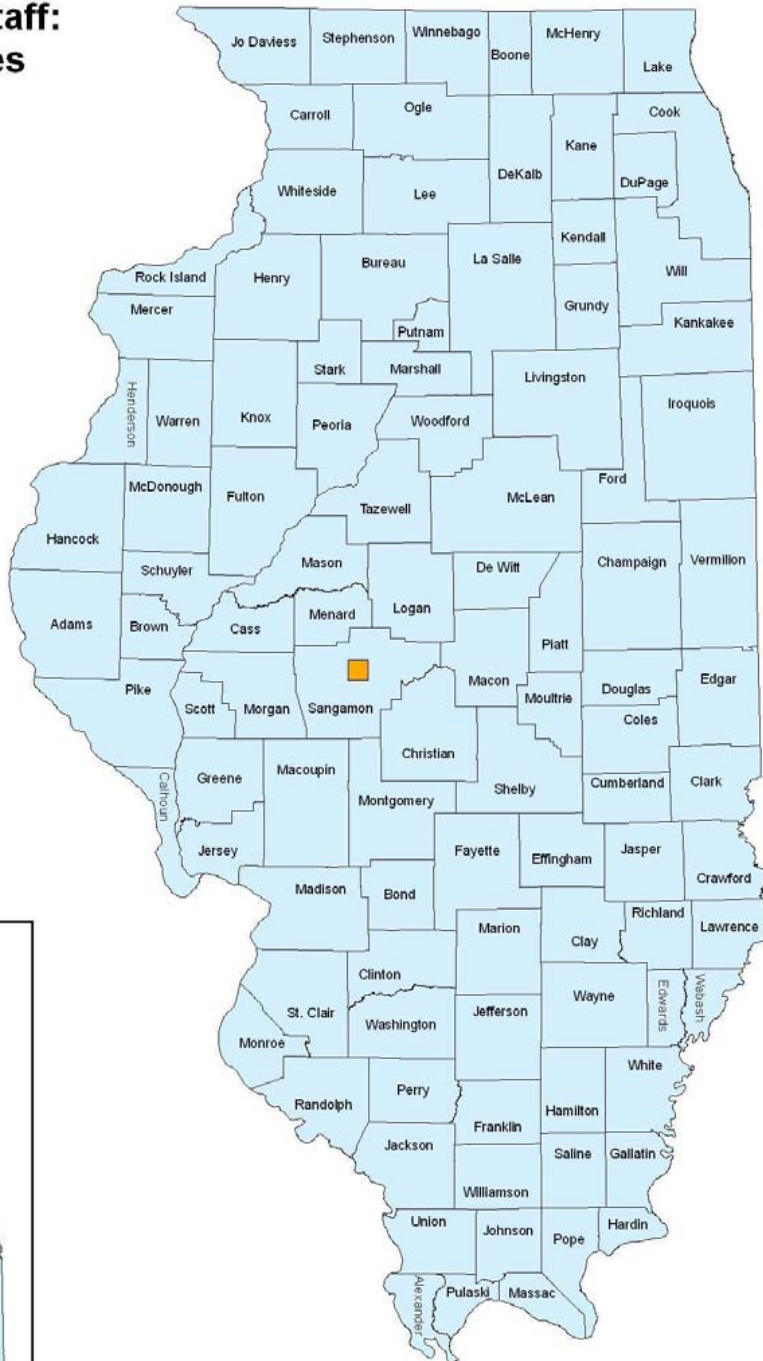 taff:
es
Jo Daviess
Stephenson
Winnebago
Boone
McHenry
Lake
Carroll
Ogle
Cook
Kane
DeKalb
DuPage
Whiteside
Lee
Kendall
La Salle
Bureau
Will
Rock Island
Henry
Mercer
Grundy
Putnam
Kankakee
Stark
Marshall
Livingston
Henderson
Warren
Knox
Peoria
Woodford
Iroquois
McDonough
Fulton
Tazewell
McLean
Ford
Hancock
Schuyler
Mason
De Witt
Champaign
Vermilion
Adams
Brown
Cass
Menard
Logan
Piatt
Pike
Scott
Morgan
Sangamon
Macon
Moultrie
Douglas
Edgar
Coles
Christian
Greene
Macoupin
Montgomery
Shelby
Cumberland
Clark
Calhoun
Jersey
Fayette
Effingham
Jasper
Crawford
Madison
Bond
Marion
Clay
Richland
Lawrence
Clinton
St. Clair
Washington
Jefferson
Wayne
Edwards
Wabash
Monroe
Randolph
Perry
Franklin
Hamilton
White
Jackson
Williamson
Saline
Gallatin
Union
Johnson
Pope
Hardin
Alexander
Pulaski
Massac